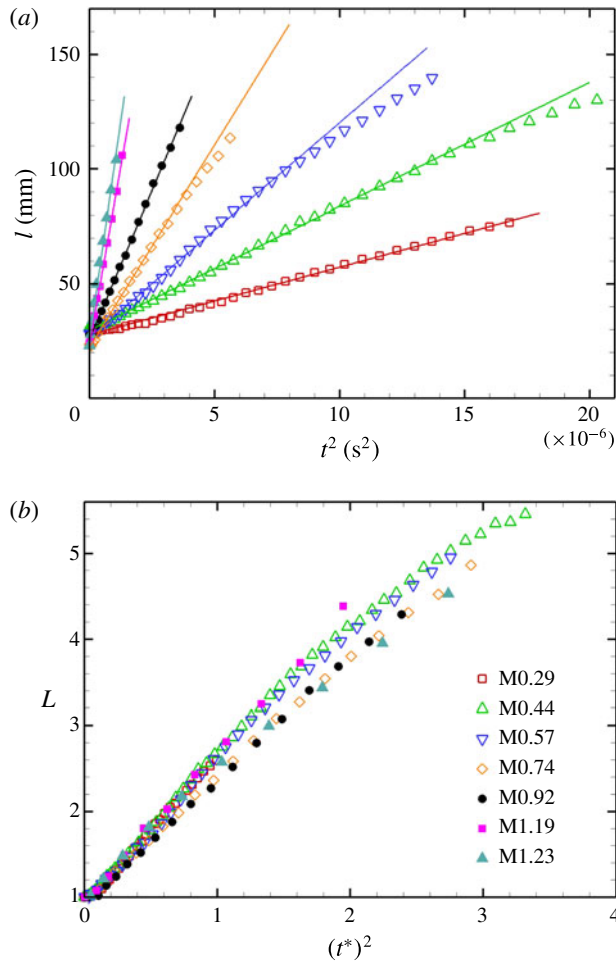 (a)
150
100
50
0
l (mm)
0 5 10 15 20
(×10⁻⁶)
t² (s²)
(b)
5
4
3
2
1
L
M0.29
M0.44
M0.57
M0.74
M0.92
M1.19
M1.23
0 1 2 3 4
(t*)²